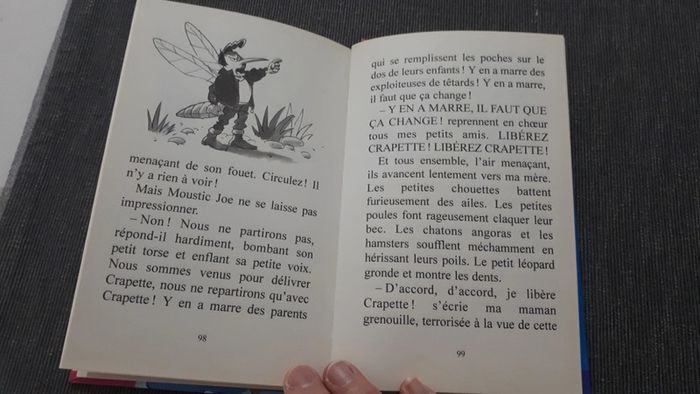 menaçant de son fouet. Circulez ! Il
n'y a rien à voir !
Mais Moustic Joe ne se laisse pas
impressionner.
– Non ! Nous ne partirons pas,
répond-il hardiment, bombant son
petit torse et enflant sa petite voix.
Nous sommes venus pour délivrer
Crapette, nous ne repartirons qu'avec
Crapette ! Y en a marre des parents
98
qui se remplissent les poches sur le
dos de leurs enfants ! Y en a marre des
exploiteuses de têtards ! Y en a marre,
il faut que ça change !
– Y EN A MARRE, IL FAUT QUE
ÇA CHANGE ! reprennent en chœur
tous mes petits amis. LIBÉREZ
CRAPETTE ! LIBÉREZ CRAPETTE !
Et tous ensemble, l'air menaçant,
ils avancent lentement vers ma mère.
Les petites chouettes battent
furieusement des ailes. Les petites
poules font rageusement claquer leur
bec. Les chatons angoras et les
hamsters soufflent méchamment en
hérissant leurs poils. Le petit léopard
gronde et montre les dents.
– D'accord, d'accord, je libère
Crapette ! s'écrie ma maman
grenouille, terrorisée à la vue de cette
99